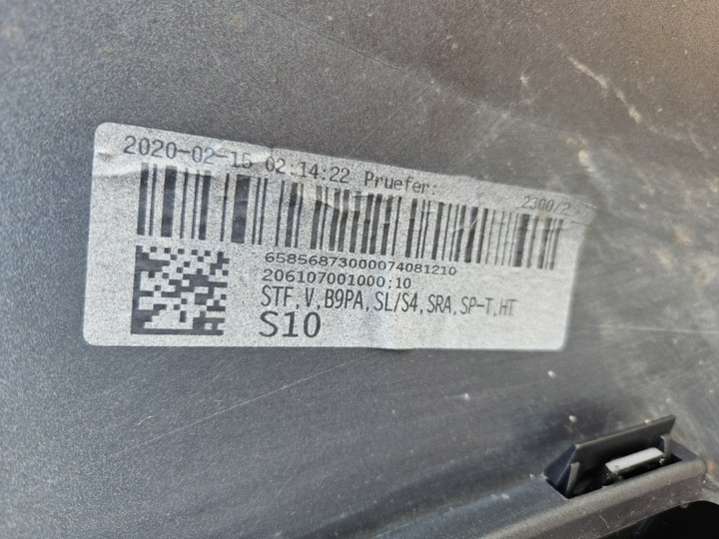 2020-02-15 02:14:22 Pruefer: 2300/2
65856873000074081210
206107001000;10
STF,V,B9PA,SL/S4,SRA,SP-T,HT
S10